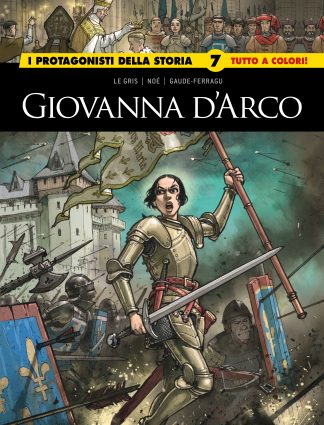 I PROTAGONISTI DELLA STORIA 7 TUTTO A COLORI!
LE GRIS | NOÉ | GAUDE-FERRAGU
GIOVANNA D'ARCO